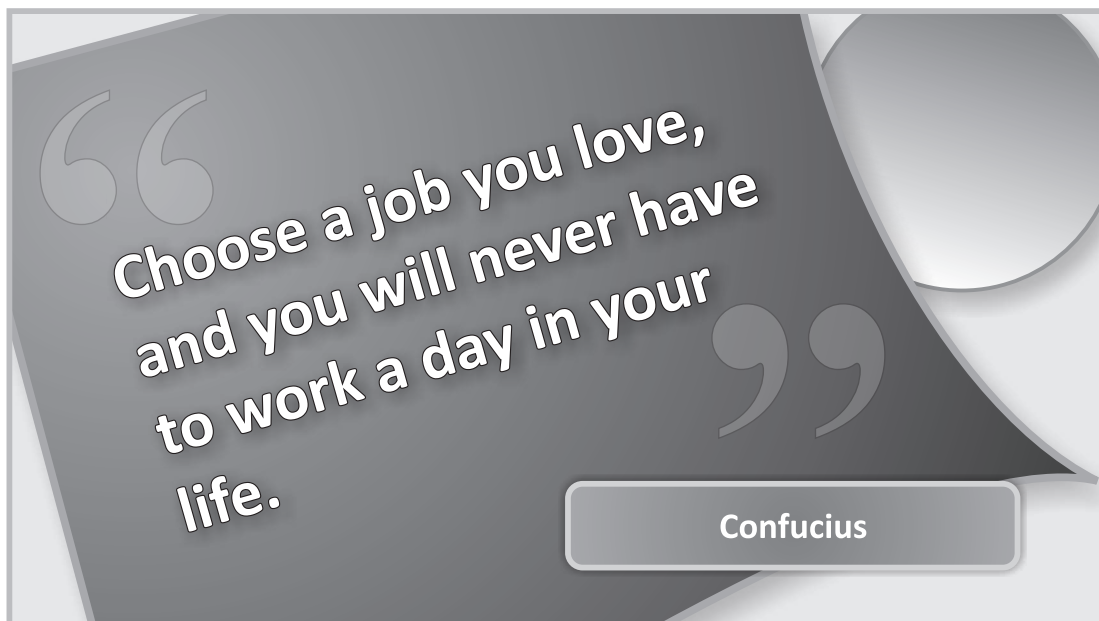 “
Choose a job you love,
and you will never have
to work a day in your
life.
”
Confucius